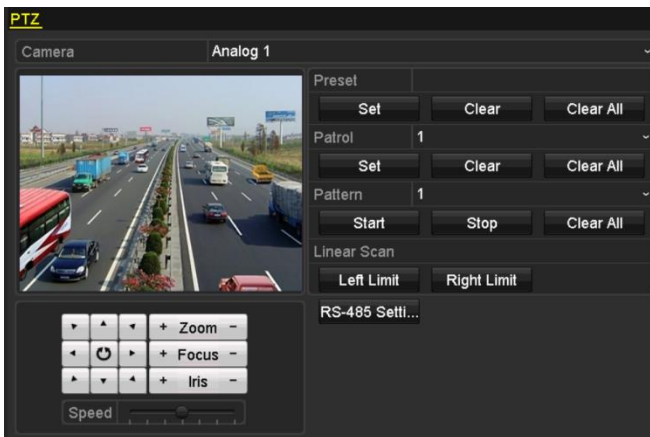 PTZ
Camera Analog 1
Preset
Set Clear Clear All
Patrol 1
Set Clear Clear All
Pattern 1
Start Stop Clear All
Linear Scan
Left Limit Right Limit
RS-485 Setti...
+ Zoom -
+ Focus -
+ Iris -
Speed